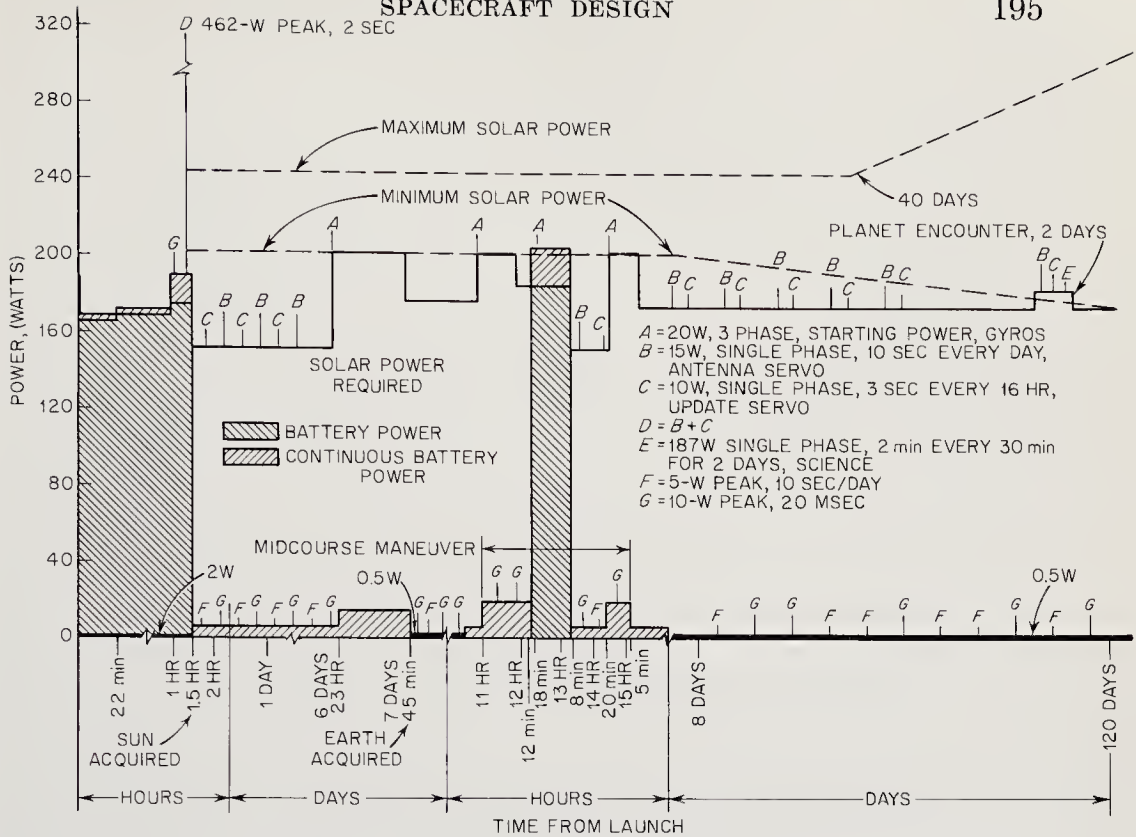 SPACECRAFT DESIGN
195
D 462-W PEAK, 2 SEC
320
280
240
200
160
120
80
40
0
POWER, (WATTS)
MAXIMUM SOLAR POWER
40 DAYS
MINIMUM SOLAR POWER
PLANET ENCOUNTER, 2 DAYS
G
A
A
A
A
C
B
C
B
C
B
B
C
B
C
B
C
B
C
B
C
B
C
B
C
E
SOLAR POWER
REQUIRED
BATTERY POWER
CONTINUOUS BATTERY
POWER
A = 20W, 3 PHASE, STARTING POWER, GYROS
B = 15W, SINGLE PHASE, 10 SEC EVERY DAY,
ANTENNA SERVO
C = 10W, SINGLE PHASE, 3 SEC EVERY 16 HR,
UPDATE SERVO
D = B + C
E = 187W SINGLE PHASE, 2 min EVERY 30 min
FOR 2 DAYS, SCIENCE
F = 5-W PEAK, 10 SEC/DAY
G = 10-W PEAK, 20 MSEC
MIDCOURSE MANEUVER
2W
0.5W
0.5W
F
G
F
G
F
G
F
G
G
F
G
G
G
G
G
F
G
G
F
G
G
F
F
F
F
G
F
G
22 min
1 HR
1.5 HR
2 HR
1 DAY
6 DAYS
23 HR
7 DAYS
45 min
11 HR
12 HR
12 min
18 min
13 HR
8 min
14 HR
20 min
15 HR
5 min
8 DAYS
120 DAYS
SUN
ACQUIRED
EARTH
ACQUIRED
HOURS
DAYS
HOURS
DAYS
TIME FROM LAUNCH